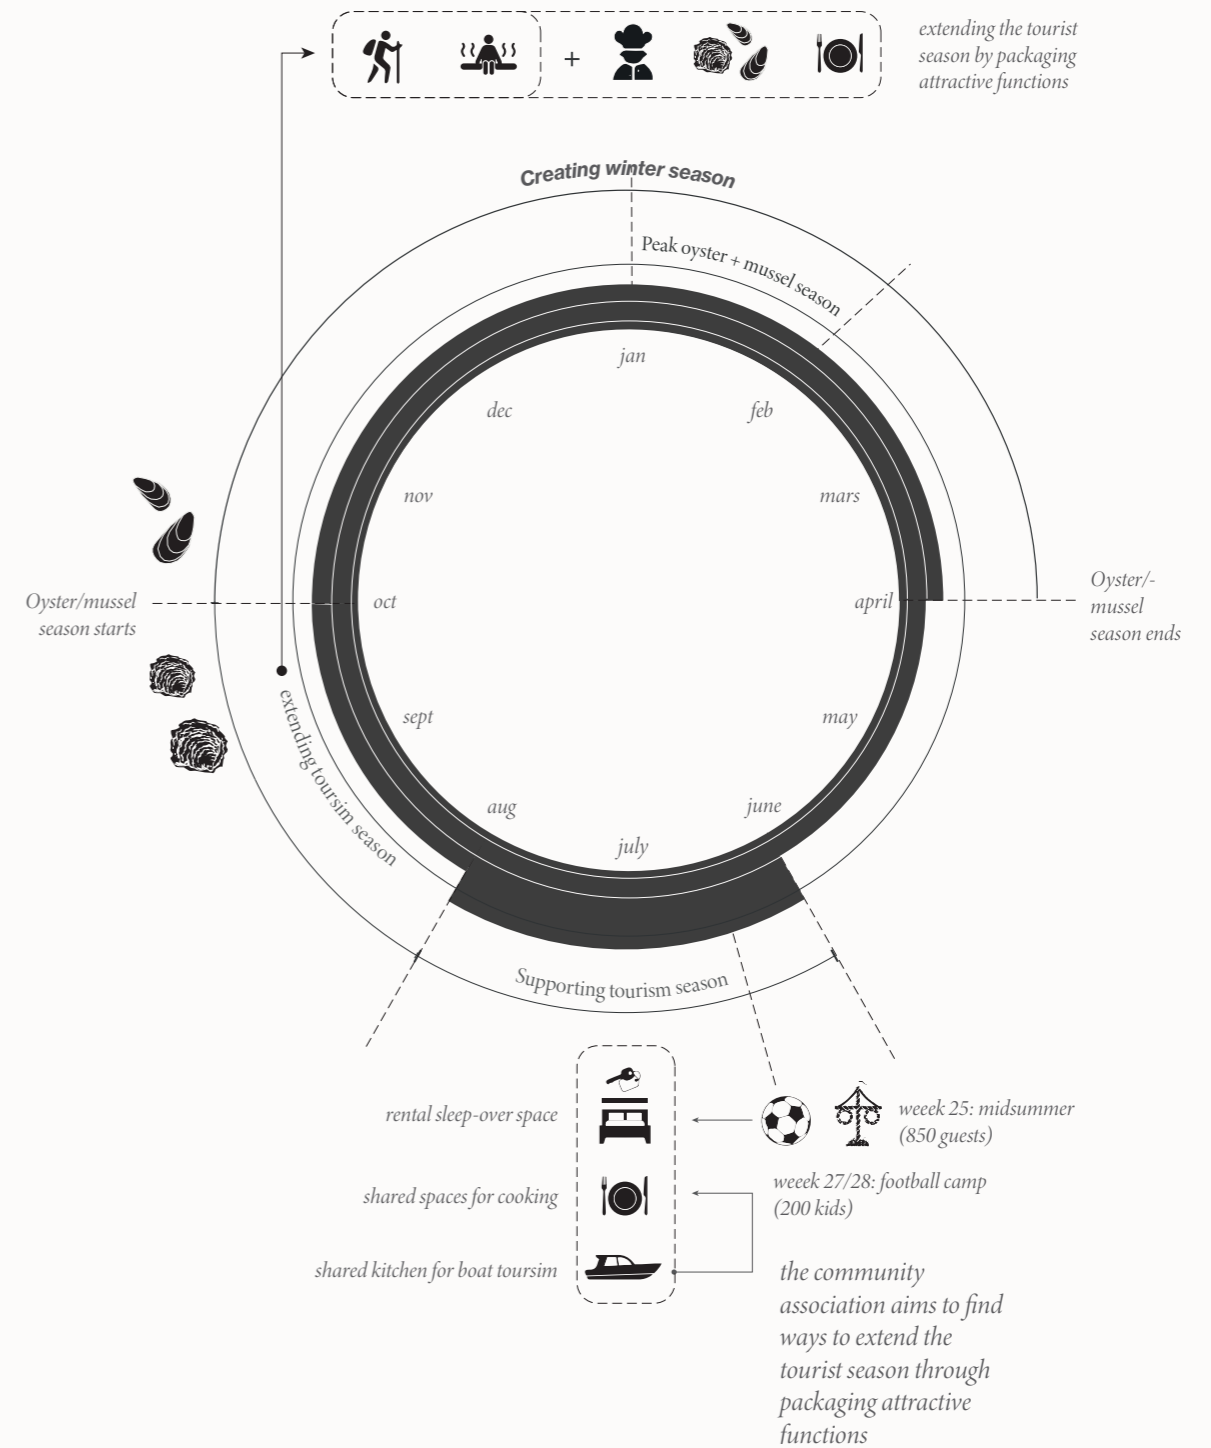 extending the tourist
season by packaging
attractive functions
+
Creating winter season
Peak oyster + mussel season
jan
dec
feb
nov
mars
Oyster/mussel
season starts
oct
april
Oyster/-
mussel
season ends
sept
may
extending toursim season
aug
june
july
Supporting tourism season
rental sleep-over space
weeek 25: midsummer
(850 guests)
shared spaces for cooking
weeek 27/28: football camp
(200 kids)
shared kitchen for boat toursim
the community
association aims to find
ways to extend the
tourist season through
packaging attractive
functions